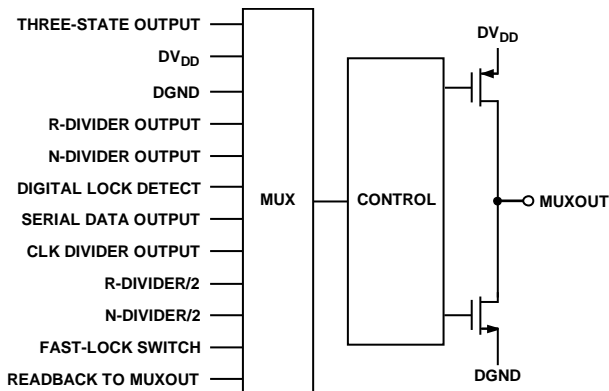 THREE-STATE OUTPUT
DVDD
DGND
R-DIVIDER OUTPUT
N-DIVIDER OUTPUT
DIGITAL LOCK DETECT
SERIAL DATA OUTPUT
CLK DIVIDER OUTPUT
R-DIVIDER/2
N-DIVIDER/2
FAST-LOCK SWITCH
READBACK TO MUXOUT
MUX
CONTROL
DVDD
MUXOUT
DGND